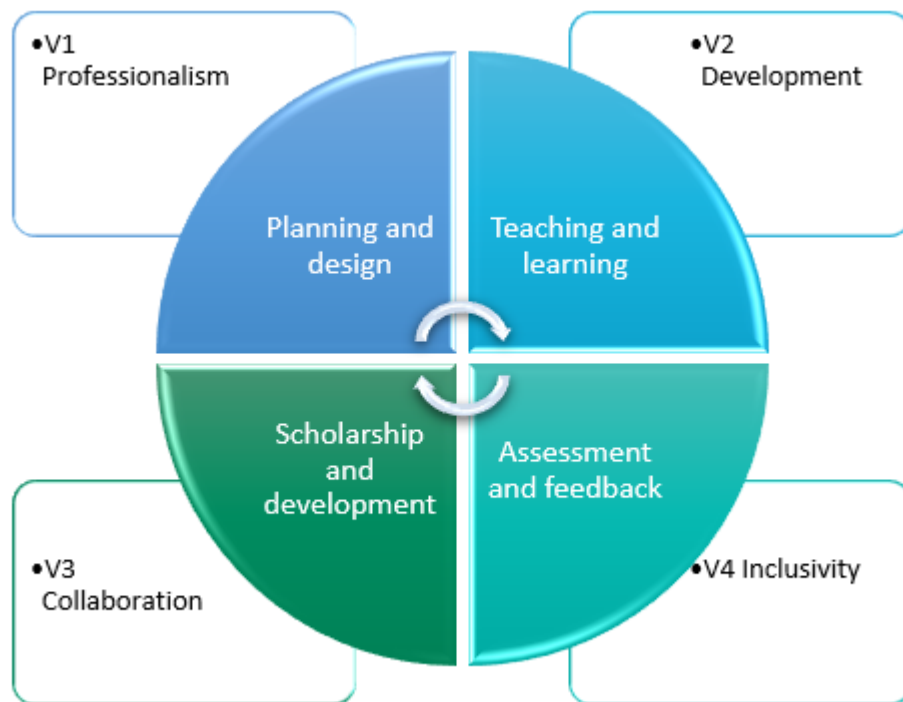 •V1
Professionalism
•V2
Development
Planning and
design
Teaching and
learning
Scholarship
and
development
Assessment
and feedback
•V3
Collaboration
•V4 Inclusivity